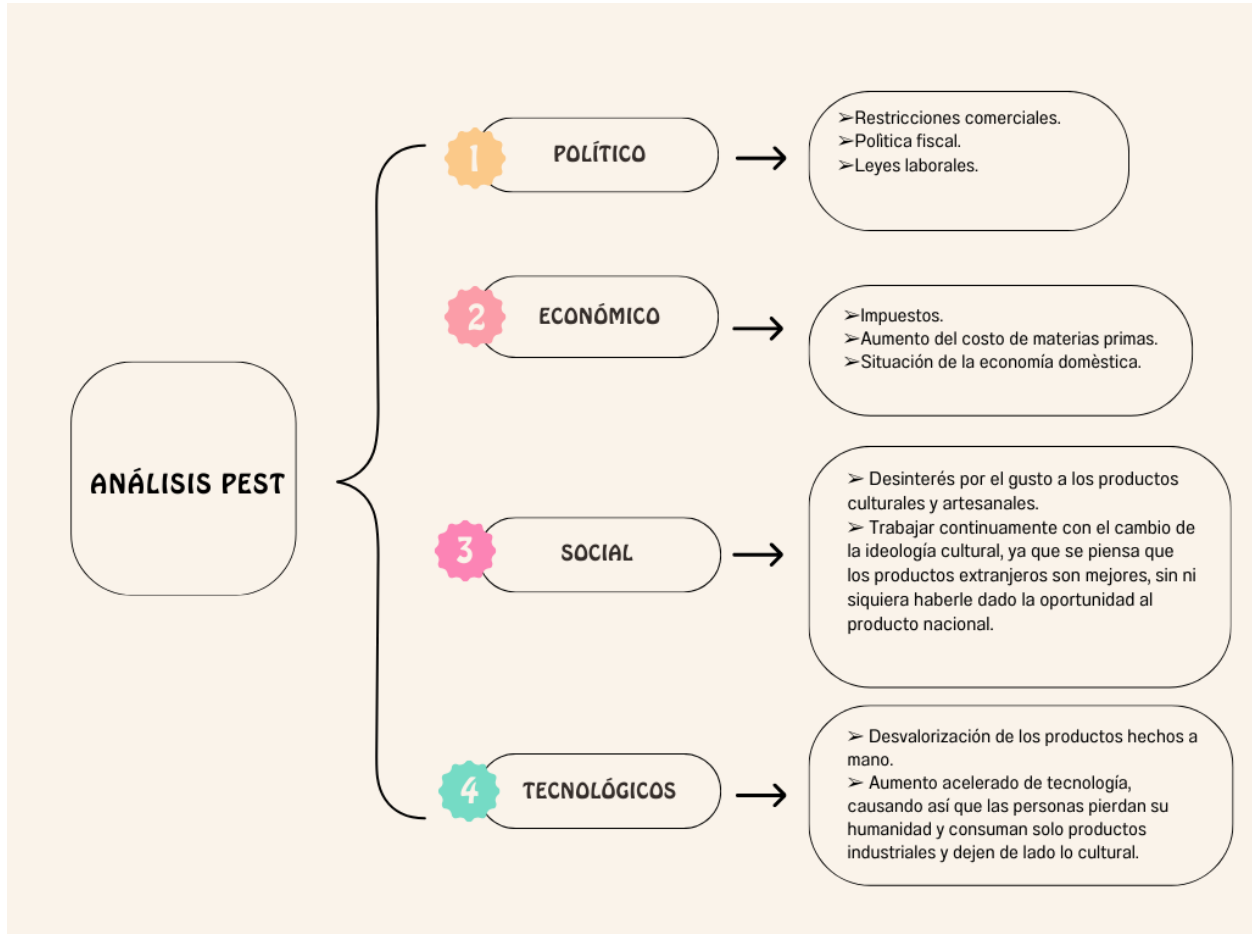 ANÁLISIS PEST
1
POLÍTICO
➢Restricciones comerciales.
➢Polìtica fiscal.
➢Leyes laborales.
2
ECONÓMICO
➢Impuestos.
➢Aumento del costo de materias primas.
➢Situación de la economía domèstica.
3
SOCIAL
➢ Desinterés por el gusto a los productos
culturales y artesanales.
➢ Trabajar continuamente con el cambio de
la ideología cultural, ya que se piensa que
los productos extranjeros son mejores, sin ni
siquiera haberle dado la oportunidad al
producto nacional.
4
TECNOLÓGICOS
➢ Desvalorización de los productos hechos a
mano.
➢ Aumento acelerado de tecnología,
causando así que las personas pierdan su
humanidad y consuman solo productos
industriales y dejen de lado lo cultural.